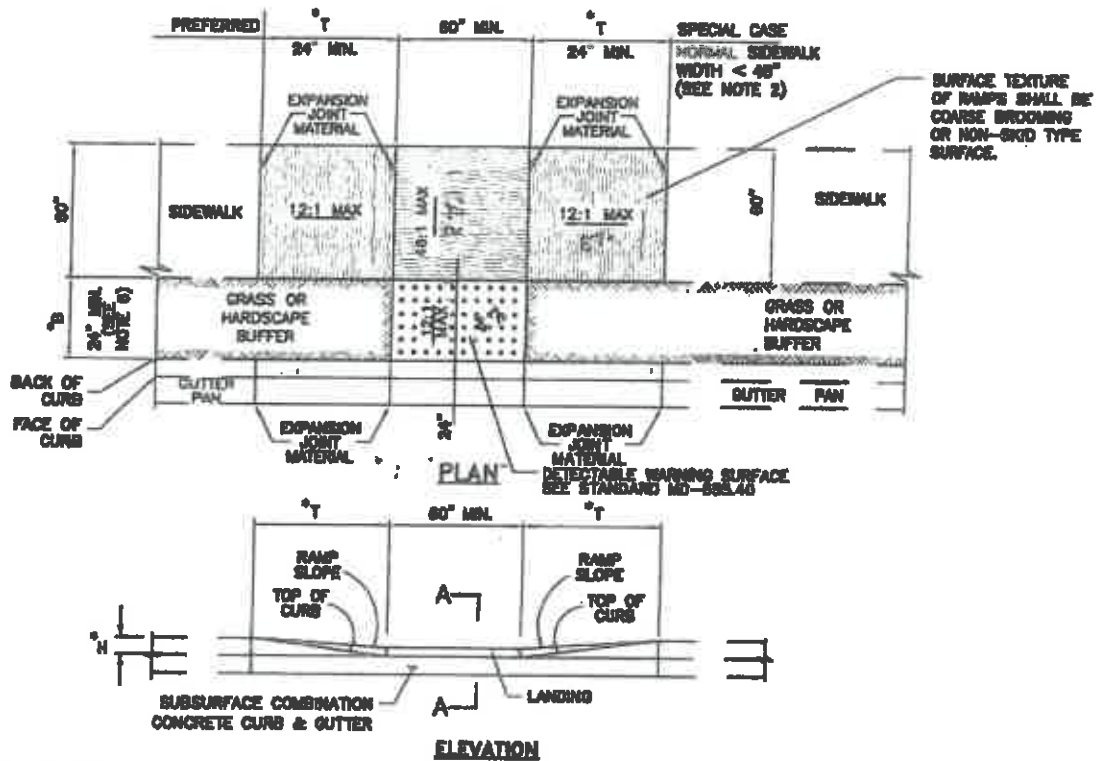 PREFERRED
*T
60" MIN.
*T
SPECIAL CASE
24" MIN.
24" MIN.
NORMAL SIDEWALK
WIDTH < 48"
(SEE NOTE 2)
SURFACE TEXTURE
OF RAMPS SHALL BE
COARSE BROOMING
OR NON-SKID TYPE
SURFACE.
EXPANSION
JOINT
MATERIAL
EXPANSION
JOINT
MATERIAL
60"
SIDEWALK
12:1 MAX
48:1 MAX
12:1 MAX
60"
SIDEWALK
*B
24" MIN.
(SEE
NOTE 6)
GRASS OR
HARDSCAPE
BUFFER
12:1
MAX
GRASS OR
HARDSCAPE
BUFFER
BACK OF
CURB
GUTTER
PAN
GUTTER PAN
FACE OF
CURB
EXPANSION
JOINT
MATERIAL
24"
EXPANSION
JOINT
MATERIAL
PLAN
DETECTABLE WARNING SURFACE
SEE STANDARD MD-655.40
*T
60" MIN.
*T
RAMP
SLOPE
TOP OF
CURB
A
RAMP
SLOPE
TOP OF
CURB
*H
SUBSURFACE COMBINATION
CONCRETE CURB & GUTTER
A
LANDING
ELEVATION